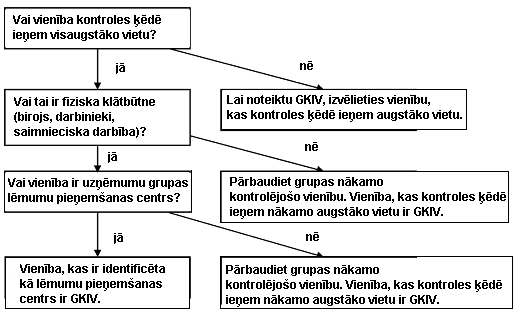 Vai vienība kontroles ķēdē
ieņem visaugstāko vietu?
jā
nē
Vai tai ir fiziska klātbūtne
(birojs, darbinieki,
saimnieciska darbība)?
Lai noteiktu GKIV, izvēlieties vienību,
kas kontroles ķēdē ieņem augstāko vietu.
jā
nē
Vai vienība ir uzņēmumu grupas
lēmumu pieņemšanas centrs?
Pārbaudiet grupas nākamo
kontrolējošo vienību. Vienība, kas kontroles ķēdē
ieņem nākamo augstāko vietu ir GKIV.
jā
nē
Vienība, kas ir identificēta
kā lēmumu pieņemšanas
centrs ir GKIV.
Pārbaudiet grupas nākamo
kontrolējošo vienību. Vienība, kas kontroles ķēdē
ieņem nākamo augstāko vietu ir GKIV.